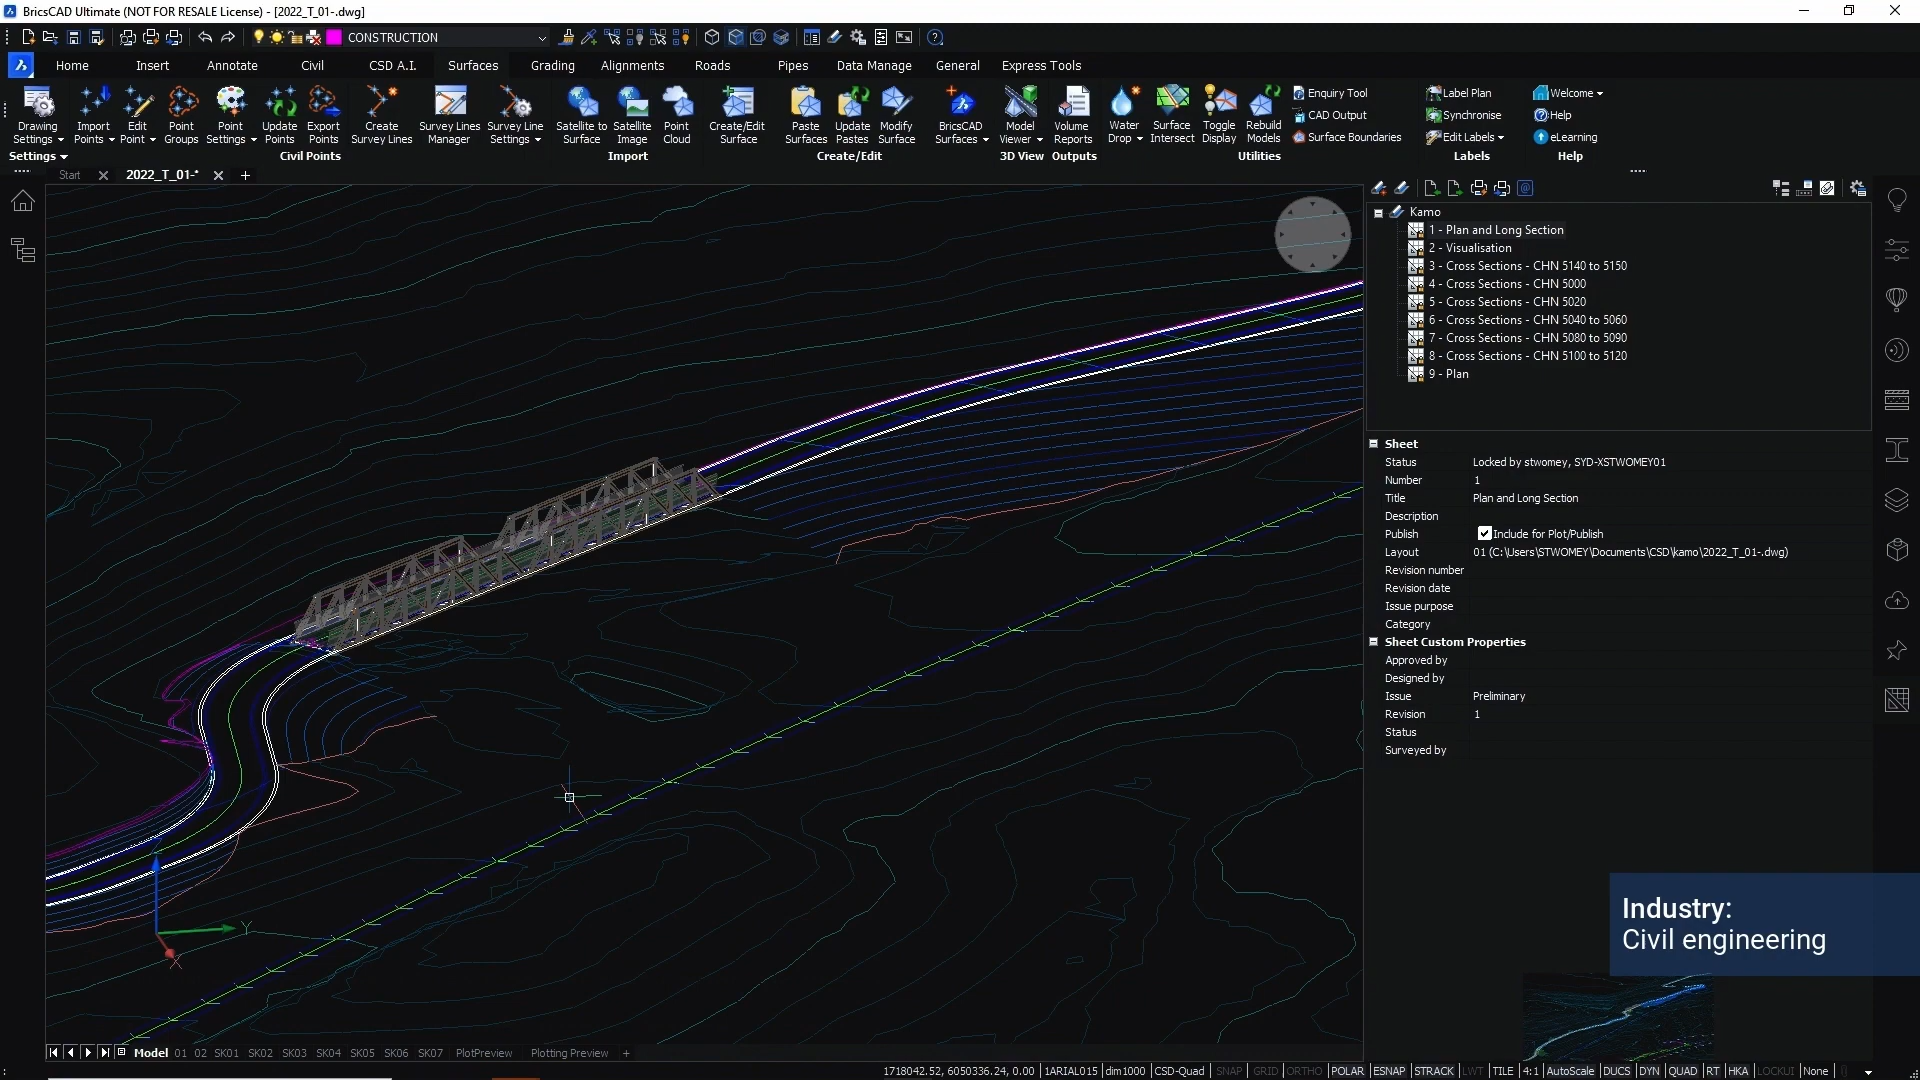 BricsCAD Ultimate (NOT FOR RESALE License) - [2022_T_01-.dwg]
CONSTRUCTION
Home Insert Annotate Civil CSD A.I. Surfaces Grading Alignments Roads Pipes Data Manage General Express Tools
Drawing Settings
Import Points
Edit Point
Point Groups
Point Settings
Update Points
Export Points
Create Survey Lines
Survey Lines Manager
Survey Line Settings
Satellite to Surface
Satellite Image
Point Cloud
Create/Edit Surface
Paste Surfaces
Update Pastes
Modify Surface
BricsCAD Surfaces
Model Viewer
Volume Reports
Water Drop
Surface Intersect
Toggle Display
Rebuild Models
Enquiry Tool
CAD Output
Surface Boundaries
Label Plan
Synchronise
Edit Labels
Welcome
Help
eLearning
Settings Civil Points Import Create/Edit 3D View Outputs Utilities Labels Help
Start 2022_T_01-*
Kamo
1 - Plan and Long Section
2 - Visualisation
3 - Cross Sections - CHN 5140 to 5150
4 - Cross Sections - CHN 5000
5 - Cross Sections - CHN 5020
6 - Cross Sections - CHN 5040 to 5060
7 - Cross Sections - CHN 5080 to 5090
8 - Cross Sections - CHN 5100 to 5120
9 - Plan
Sheet
Status Locked by stwomey, SYD-XSTWOMEY01
Number 1
Title Plan and Long Section
Description
Publish Include for Plot/Publish
Layout 01 (C:\Users\STWOMEY\Documents\CSD\kamo\2022_T_01-.dwg)
Revision number
Revision date
Issue purpose
Category
Sheet Custom Properties
Approved by
Designed by
Issue Preliminary
Revision 1
Status
Surveyed by
Y
X
Industry:
Civil engineering
Model 01 02 SK01 SK02 SK03 SK04 SK05 SK06 SK07 PlotPreview Plotting Preview +
1718042.52, 6050336.24, 0.00 1ARIAL015 dim1000 CSD-Quad SNAP GRID ORTHO POLAR ESNAP STRACK LWT TILE 4:1 AutoScale DUCS DYN QUAD RT HKA LOCKUI None